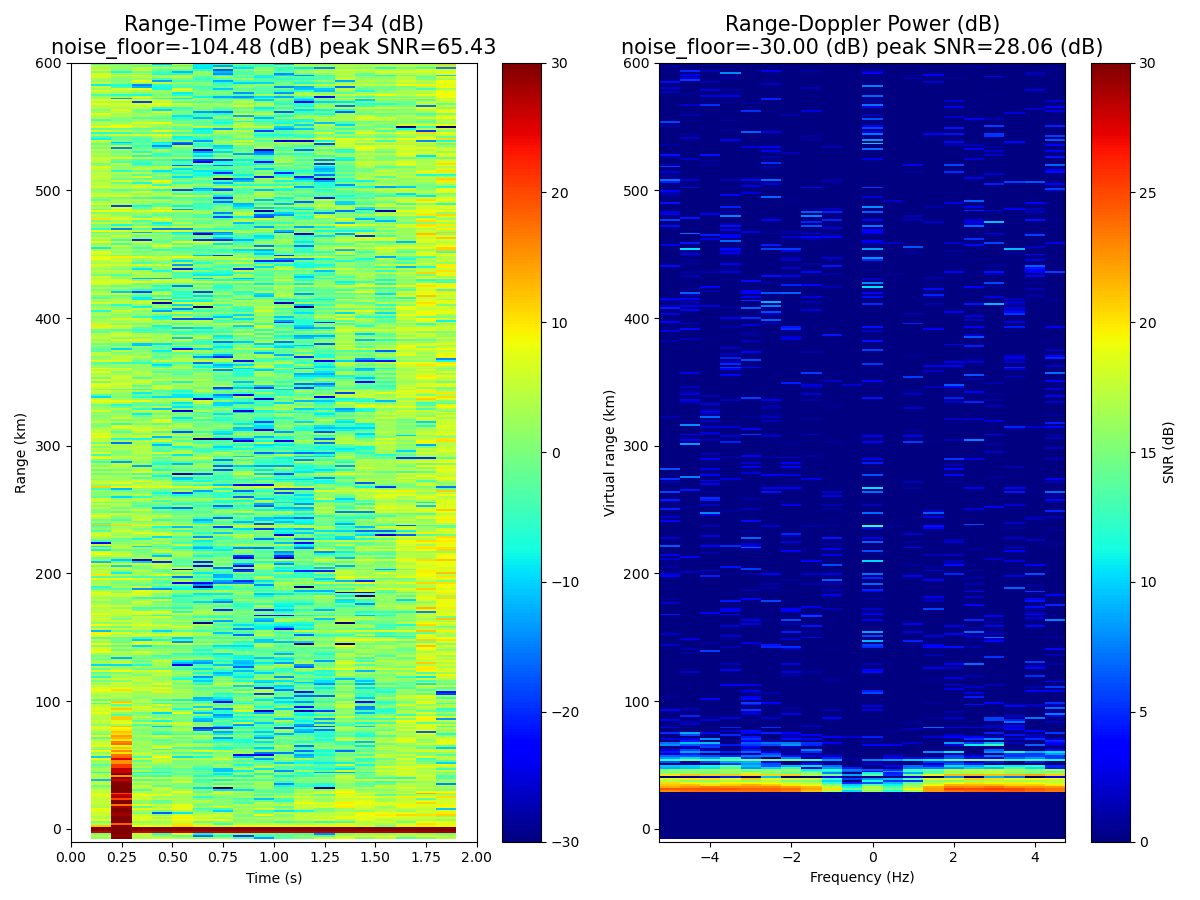 Range-Time Power f=34 (dB)
noise_floor=-104.48 (dB) peak SNR=65.43
Range-Doppler Power (dB)
noise_floor=-30.00 (dB) peak SNR=28.06 (dB)
600
500
400
300
200
100
0
Range (km)
0.00 0.25 0.50 0.75 1.00 1.25 1.50 1.75 2.00
Time (s)
30
20
10
0
−10
−20
−30
600
500
400
300
200
100
0
Virtual range (km)
−4 −2 0 2 4
Frequency (Hz)
30
25
20
15
10
5
0
SNR (dB)